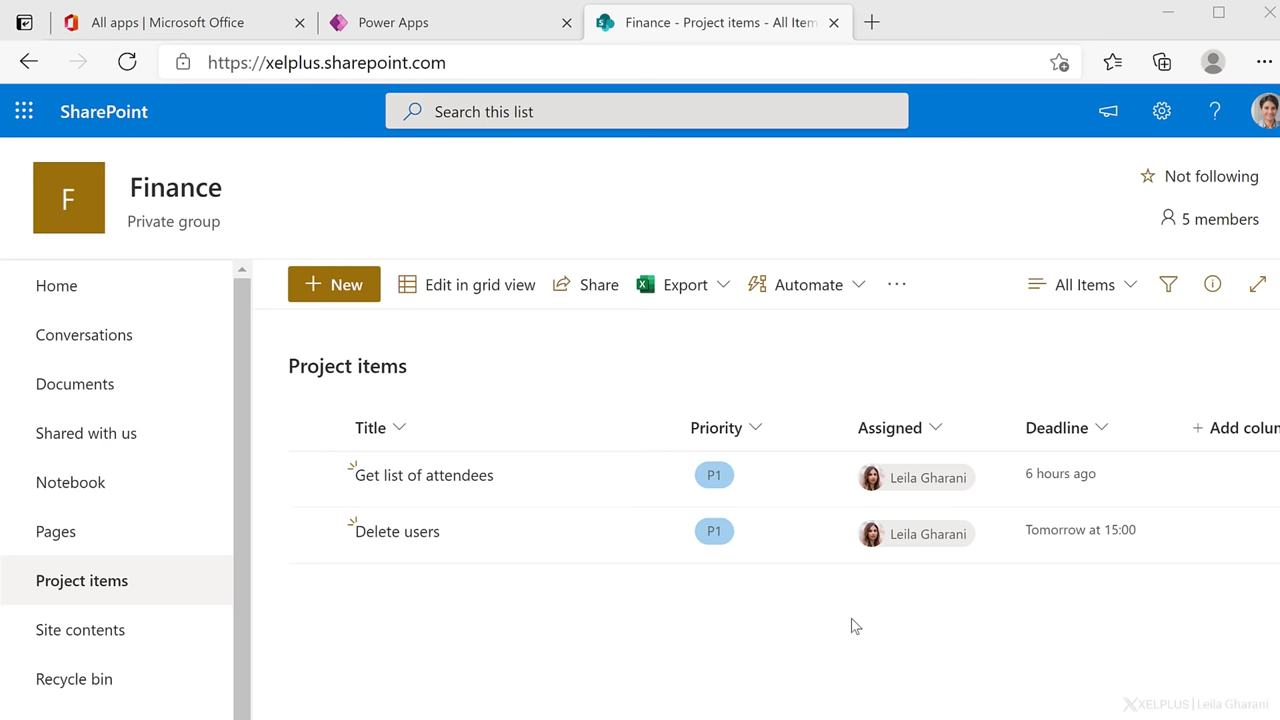 All apps | Microsoft Office
Power Apps
Finance - Project items - All Item
https://xelplus.sharepoint.com
SharePoint
Search this list
F
Finance
Private group
Not following
5 members
Home
Conversations
Documents
Shared with us
Notebook
Pages
Project items
Site contents
Recycle bin
+ New
Edit in grid view
Share
Export
Automate
...
All Items
Project items
Title Priority Assigned Deadline + Add colum
Get list of attendees P1 Leila Gharani 6 hours ago
Delete users P1 Leila Gharani Tomorrow at 15:00
XELPLUS | Leila Gharani